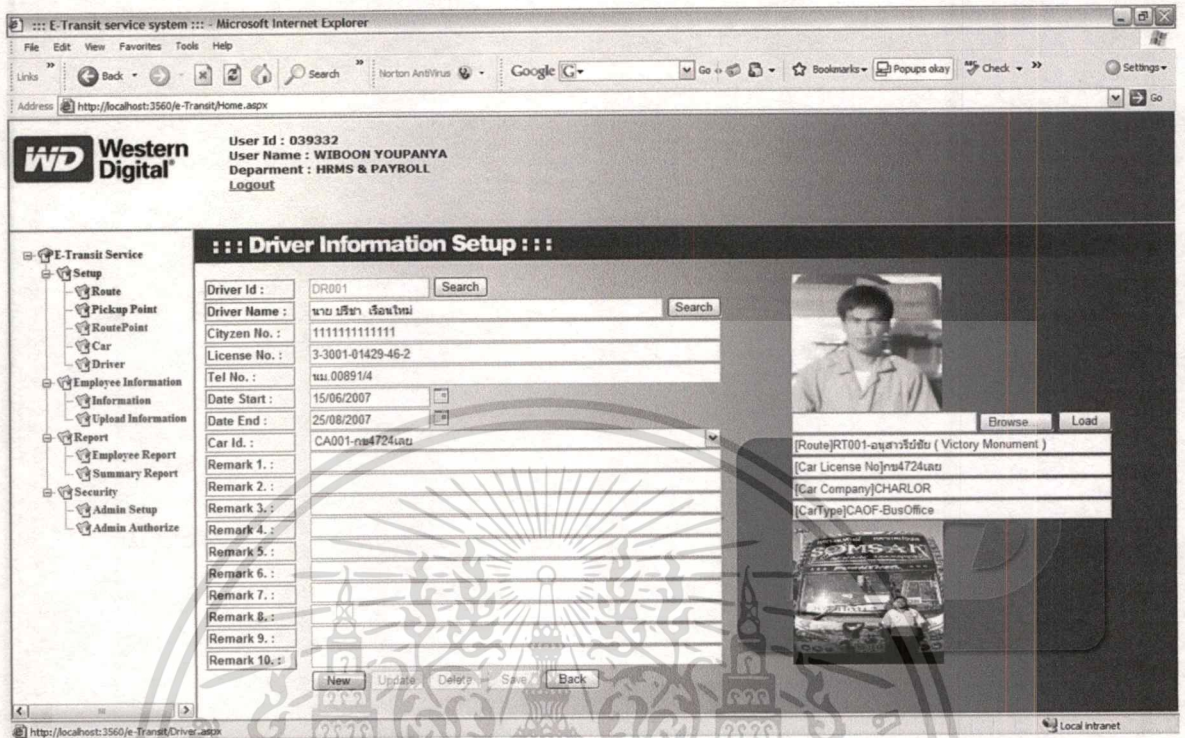 ::: E-Transit service system ::: - Microsoft Internet Explorer
File Edit View Favorites Tools Help
Links » Back Search » Norton AntiVirus Google G Go Bookmarks Popups okay Check » Settings
Address http://localhost:3560/e-Transit/Home.aspx Go
WD Western Digital®
User Id : 039332
User Name : WIBOON YOUPANYA
Deparment : HRMS & PAYROLL
Logout
::: Driver Information Setup :::
E-Transit Service
Setup
Route
Pickup Point
RoutePoint
Car
Driver
Employee Information
Information
Upload Information
Report
Employee Report
Summary Report
Security
Admin Setup
Admin Authorize
Driver Id : DR001 Search
Driver Name : นาย ปรีชา เรือนใหม่ Search
Cityzen No. : 1111111111111
License No. : 3-3001-01429-46-2
Tel No. : นม.00891/4
Date Start : 15/06/2007
Date End : 25/08/2007
Car Id. : CA001-กข4724เลย
Remark 1. :
Remark 2. :
Remark 3. :
Remark 4. :
Remark 5. :
Remark 6. :
Remark 7. :
Remark 8. :
Remark 9. :
Remark 10. :
New Update Delete Save Back
Browse... Load
[Route]RT001-อนุสาวรีย์ชัย ( Victory Monument )
[Car License No]กข4724เลย
[Car Company]CHARLOR
[CarType]CAOF-BusOffice
SOMSAK
http://localhost:3560/e-Transit/Driver.aspx
Local intranet